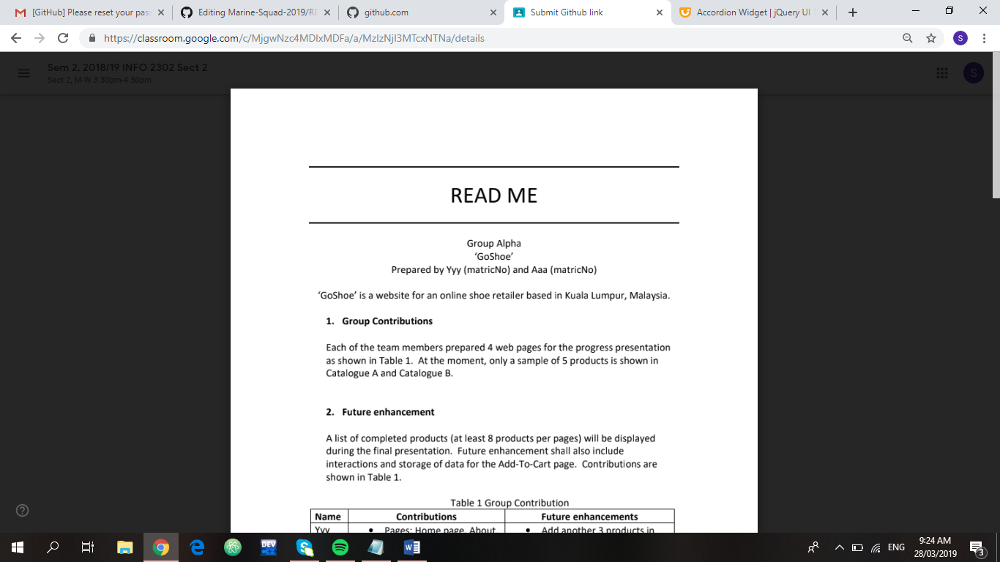 [GitHub] Please reset your pas
Editing Marine-Squad-2019/RE
github.com
Submit Github link
Accordion Widget | jQuery UI
https://classroom.google.com/c/MjgwNzc4MDIxMDFa/a/MzIzNjI3MTcxNTNa/details
S
Sem 2, 2018/19 INFO 2302 Sect 2
Sect 2, M-W 3.30pm-4.50pm
S
READ ME
Group Alpha
‘GoShoe’
Prepared by Yyy (matricNo) and Aaa (matricNo)
‘GoShoe’ is a website for an online shoe retailer based in Kuala Lumpur, Malaysia.
1. Group Contributions
Each of the team members prepared 4 web pages for the progress presentation
as shown in Table 1. At the moment, only a sample of 5 products is shown in
Catalogue A and Catalogue B.
2. Future enhancement
A list of completed products (at least 8 products per pages) will be displayed
during the final presentation. Future enhancement shall also include
interactions and storage of data for the Add-To-Cart page. Contributions are
shown in Table 1.
Table 1 Group Contribution
Name Contributions Future enhancements
Yyy • Pages: Home page, About • Add another 3 products in
DEV C++
ENG
9:24 AM
28/03/2019
3